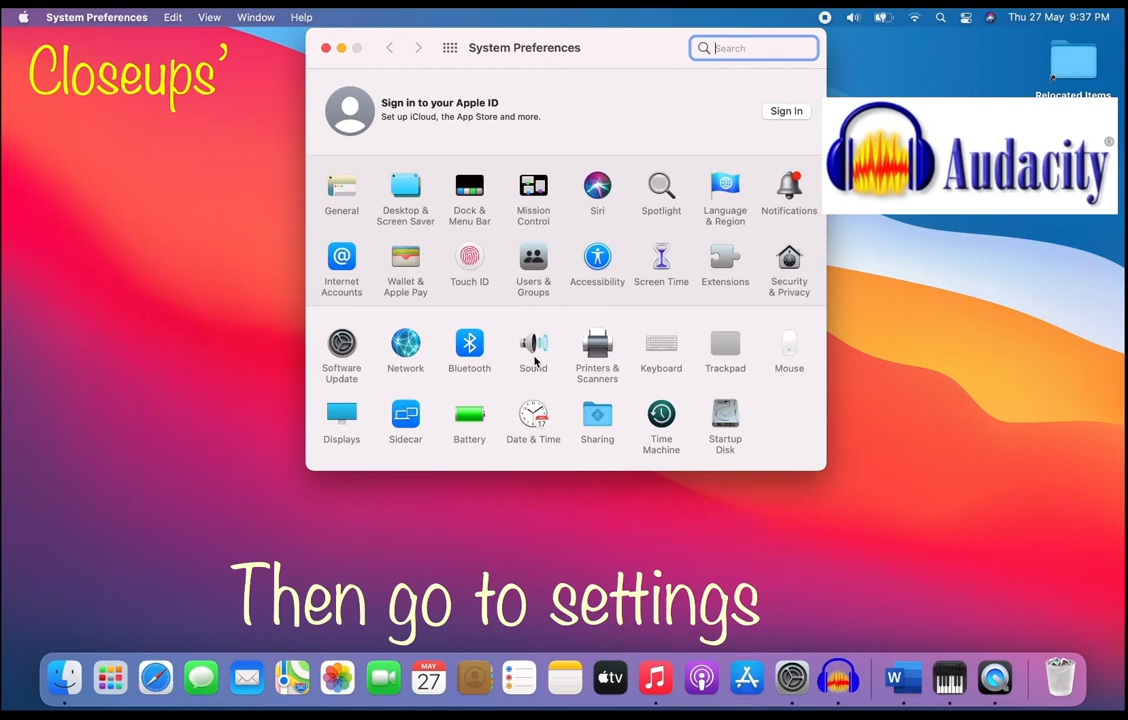 System Preferences Edit View Window Help Thu 27 May 9:37 PM
Closeups'
System Preferences
Search
Relocated Items
Sign in to your Apple ID
Set up iCloud, the App Store and more.
Sign In
Audacity®
General
Desktop &
Screen Saver
Dock &
Menu Bar
Mission
Control
Siri
Spotlight
Language
& Region
Notifications
Internet
Accounts
Wallet &
Apple Pay
Touch ID
Users &
Groups
Accessibility
Screen Time
Extensions
Security
& Privacy
Software
Update
Network
Bluetooth
Sound
Printers &
Scanners
Keyboard
Trackpad
Mouse
Displays
Sidecar
Battery
Date & Time
Sharing
Time
Machine
Startup
Disk
17
Then go to settings
MAY
27
tv
W